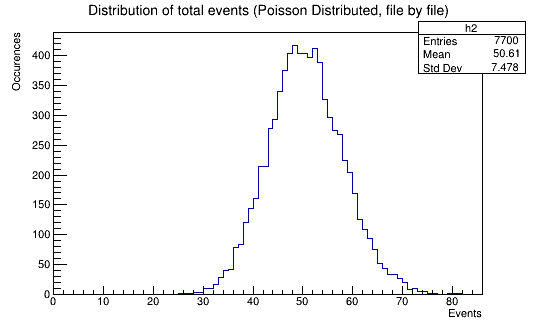 Distribution of total events (Poisson Distributed, file by file)
h2
Entries 7700
Mean 50.61
Std Dev 7.478
Occurences
400
350
300
250
200
150
100
50
0
0 10 20 30 40 50 60 70 80
Events